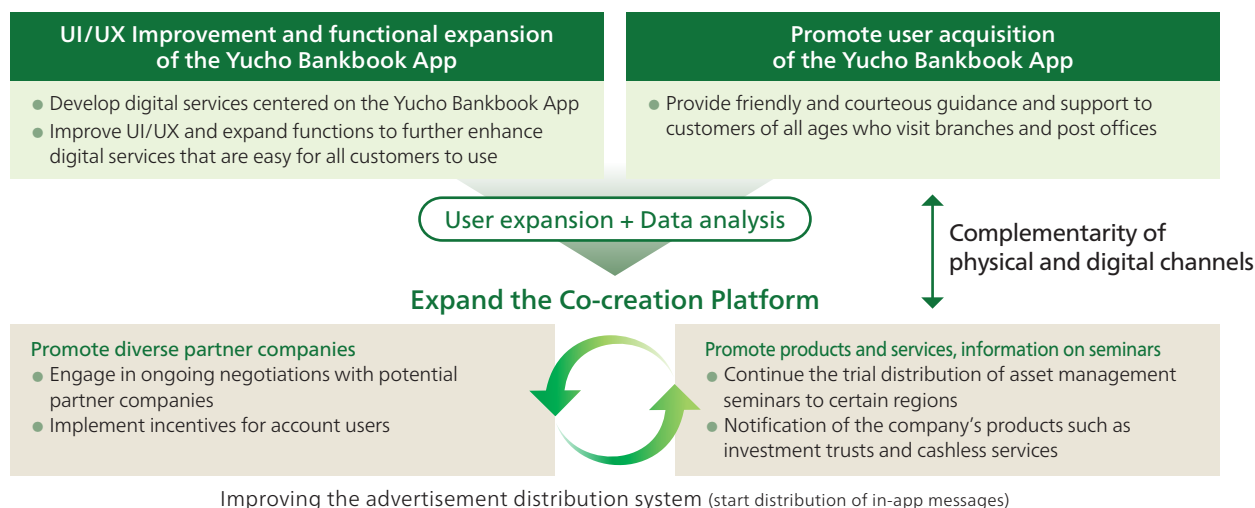 UI/UX Improvement and functional expansion
of the Yucho Bankbook App
● Develop digital services centered on the Yucho Bankbook App
● Improve UI/UX and expand functions to further enhance
digital services that are easy for all customers to use
Promote user acquisition
of the Yucho Bankbook App
● Provide friendly and courteous guidance and support to
customers of all ages who visit branches and post offices
User expansion + Data analysis
Complementarity of
physical and digital channels
Expand the Co-creation Platform
Promote diverse partner companies
● Engage in ongoing negotiations with potential
partner companies
● Implement incentives for account users
Promote products and services, information on seminars
● Continue the trial distribution of asset management
seminars to certain regions
● Notification of the company’s products such as
investment trusts and cashless services
Improving the advertisement distribution system (start distribution of in-app messages)